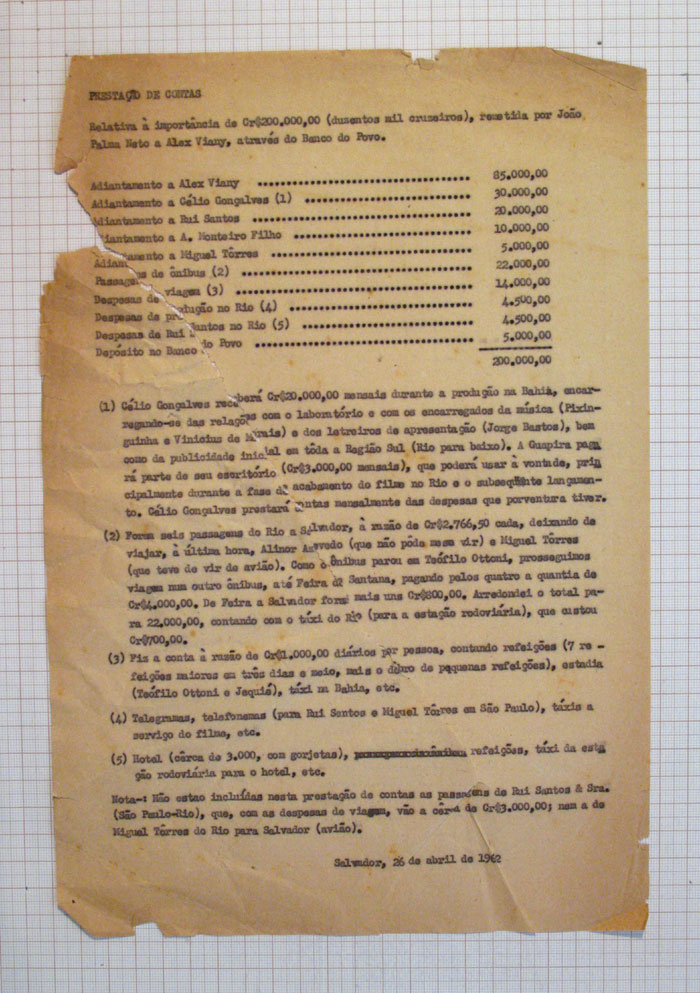 PRESTAÇÃO DE CONTAS
Relativa à importância de Cr$200.000,00 (duzentos mil cruzeiros), remetida por João
Palma Neto a Alex Viany, através do Banco do Povo.
Adiantamento a Alex Viany 85.000,00
Adiantamento a Célio Gonçalves (1) 30.000,00
Adiantamento a Rui Santos 20.000,00
Adiantamento a A. Monteiro Filho 10.000,00
Adiantamento a Miguel Tôrres 5.000,00
Passagens de ônibus (2) 22.000,00
Despesas de viagem (3) 14.000,00
Despesas de produção no Rio (4) 4.500,00
Despesas de Rui Santos no Rio (5) 4.500,00
Depósito no Banco do Povo 5.000,00
200.000,00
(1) Célio Gonçalves receberá Cr$20.000,00 mensais durante a produção na Bahia, encar-
regando-se das relações com o laboratório e com os encarregados da música (Pixin-
guinha e Vinicius de Morais) e dos letreiros de apresentação (Jorge Bastos), bem
como da publicidade inicial em tôda a Região Sul (Rio para baixo). A Guapira paga
rá parte de seu escritório (Cr$3.000,00 mensais), que poderá usar à vontade, prin
cipalmente durante a fase de acabamento do filme no Rio e o subseqüente lançamen-
to. Célio Gonçalves prestará contas mensalmente das despesas que porventura tiver.
(2) Foram seis passagens do Rio a Salvador, à razão de Cr$2.766,50 cada, deixando de
viajar, à última hora, Alinor Azevedo (que não pôde mesmo vir) e Miguel Tôrres
(que teve de vir de avião). Como o ônibus parou em Teófilo Ottoni, prosseguimos
viagem num outro ônibus, até Feira de Santana, pagando pelos quatro a quantia de
Cr$4.000,00. De Feira a Salvador foram mais uns Cr$800,00. Arredondei o total pa-
ra 22.000,00, contando com o táxi do Rio (para a estação rodoviária), que custou
Cr$700,00.
(3) Fiz a conta à razão de Cr$1.000,00 diários por pessoa, contando refeições (7 re -
feições maiores em três dias e meio, mais o dôbro de pequenas refeições), estadia
(Teófilo Ottoni e Jequié), táxi na Bahia, etc.
(4) Telegramas, telefonemas (para Rui Santos e Miguel Tôrres em São Paulo), táxis a
serviço do filme, etc.
(5) Hotel (cêrca de 3.000, com gorjetas), refeições, táxi da esta
ção rodoviária para o hotel, etc.
Nota-: Não estao incluídas nesta prestação de contas as passagens de Rui Santos & Sra.
(São Paulo-Rio), que, com as despesas de viagem, vão a cêrca de Cr$3.000,00; nem a de
Miguel Tôrres do Rio para Salvador (avião).
Salvador, 26 de abril de 1962